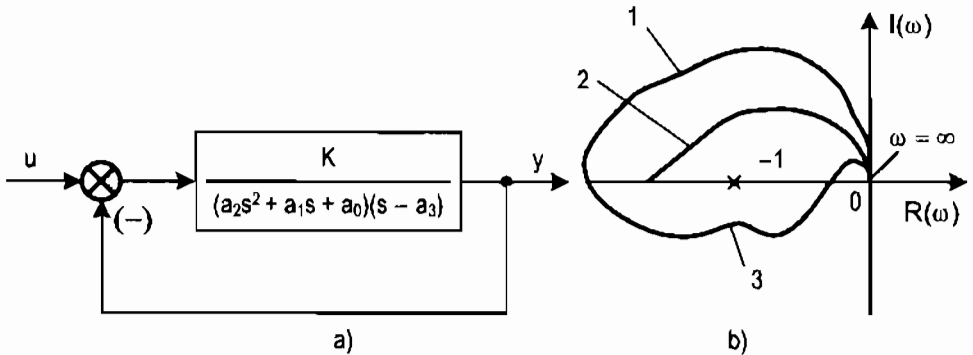 u
(–)
K
(a₂s² + a₁s + a₀)(s – a₃)
y
a)
1
2
3
–1
0
I(ω)
ω = ∞
R(ω)
b)